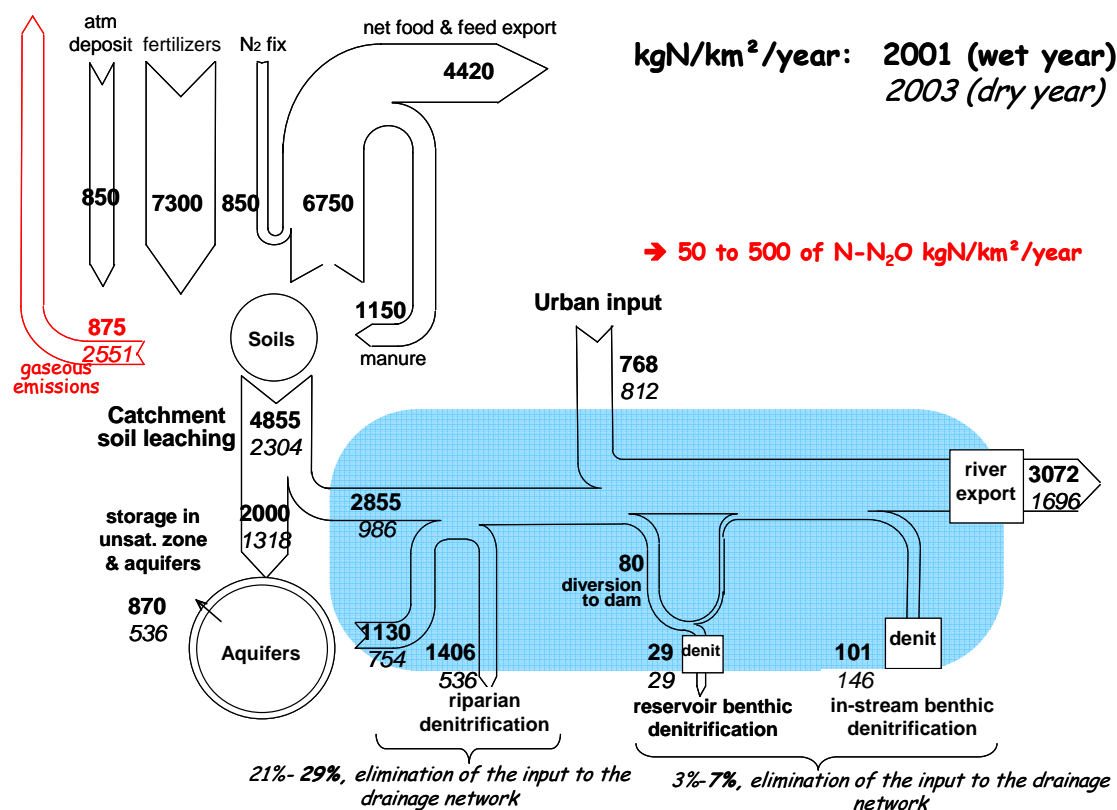 atm
deposit
fertilizers
N2 fix
net food & feed export
4420
kgN/km²/year: 2001 (wet year)
2003 (dry year)
850
7300
850
6750
➔ 50 to 500 of N-N₂O kgN/km²/year
1150
manure
Urban input
875
2551
gaseous
emissions
Soils
768
812
Catchment
soil leaching
4855
2304
river
export
3072
1696
2855
986
storage in
unsat. zone
& aquifers
2000
1318
80
diversion
to dam
870
536
Aquifers
1130
754
1406
536
riparian
denitrification
29
29
denit
reservoir benthic
denitrification
101
146
denit
in-stream benthic
denitrification
21%- 29%, elimination of the input to the
drainage network
3%-7%, elimination of the input to the drainage
network